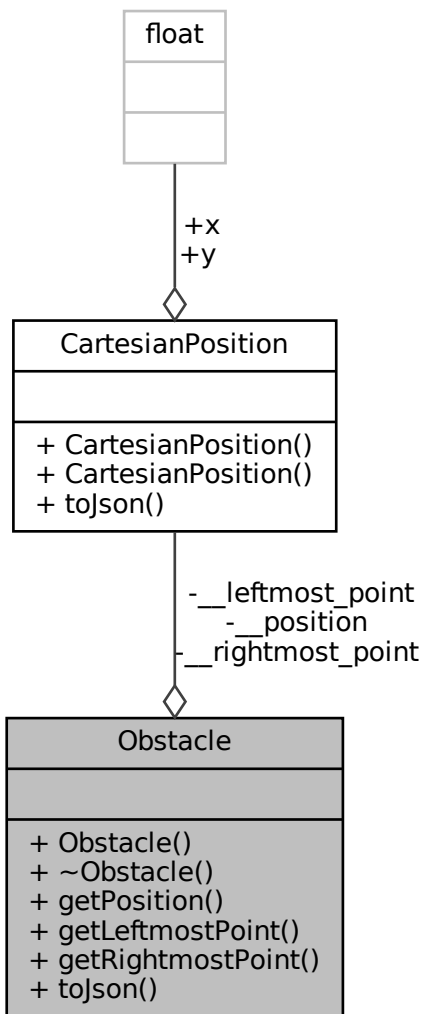 float
+x
+y
CartesianPosition
+ CartesianPosition()
+ CartesianPosition()
+ toJson()
-__leftmost_point
-__position
-__rightmost_point
Obstacle
+ Obstacle()
+ ~Obstacle()
+ getPosition()
+ getLeftmostPoint()
+ getRightmostPoint()
+ toJson()